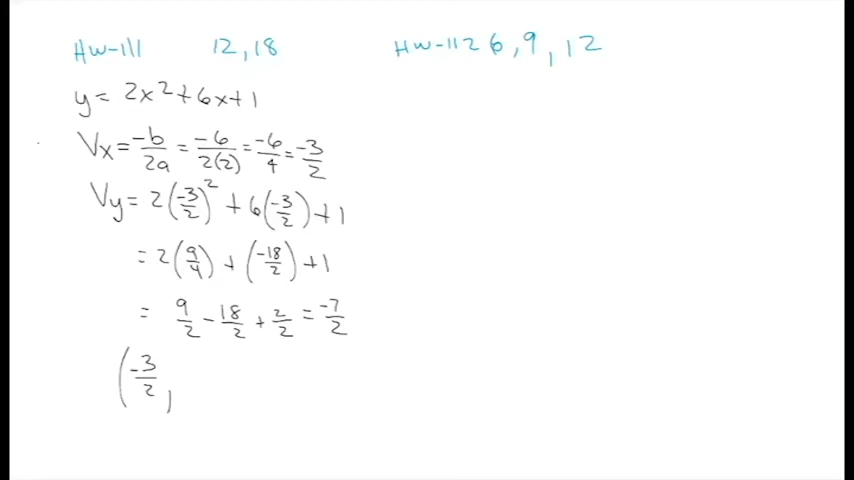 HW-111 12, 18 HW-112 6, 9, 12
y = 2x² + 6x + 1
Vx = -b/2a = -6/2(2) = -6/4 = -3/2
Vy = 2(-3/2)² + 6(-3/2) + 1
= 2(9/4) + (-18/2) + 1
= 9/2 - 18/2 + 2/2 = -7/2
(-3/2,